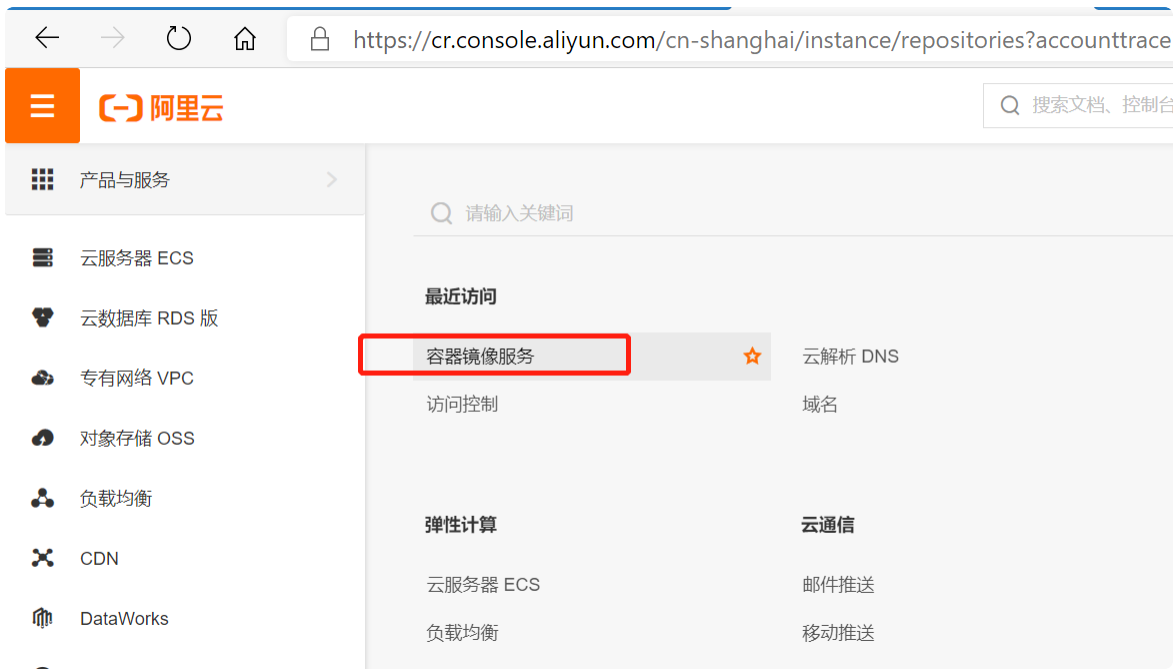 https://cr.console.aliyun.com/cn-shanghai/instance/repositories?accounttrace
阿里云
搜索文档、控制台
产品与服务
云服务器 ECS
云数据库 RDS 版
专有网络 VPC
对象存储 OSS
负载均衡
CDN
DataWorks
请输入关键词
最近访问
容器镜像服务
云解析 DNS
访问控制
域名
弹性计算
云通信
云服务器 ECS
邮件推送
负载均衡
移动推送